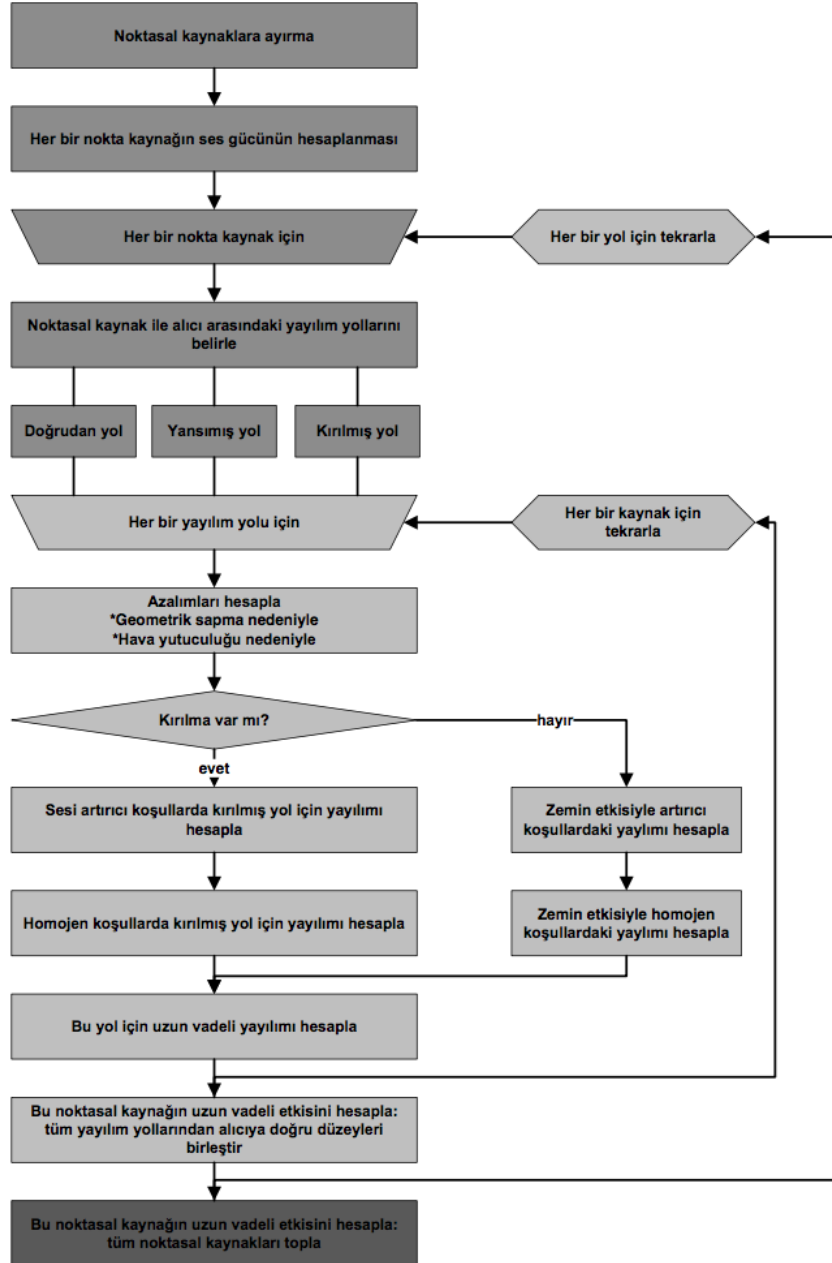 Noktasal kaynaklara ayırma
Her bir nokta kaynağın ses gücünün hesaplanması
Her bir nokta kaynak için
Her bir yol için tekrarla
Noktasal kaynak ile alıcı arasındaki yayılım yollarını
belirle
Doğrudan yol
Yansımış yol
Kırılmış yol
Her bir yayılım yolu için
Her bir kaynak için
tekrarla
Azalımları hesapla
*Geometrik sapma nedeniyle
*Hava yutuculuğu nedeniyle
Kırılma var mı?
hayır
evet
Sesi artırıcı koşullarda kırılmış yol için yayılımı
hesapla
Zemin etkisiyle artırıcı
koşullardaki yaylımı hesapla
Homojen koşullarda kırılmış yol için yayılımı hesapla
Zemin etkisiyle homojen
koşullardaki yaylımı hesapla
Bu yol için uzun vadeli yayılımı hesapla
Bu noktasal kaynağın uzun vadeli etkisini hesapla:
tüm yayılım yollarından alıcıya doğru düzeyleri
birleştir
Bu noktasal kaynağın uzun vadeli etkisini hesapla:
tüm noktasal kaynakları topla